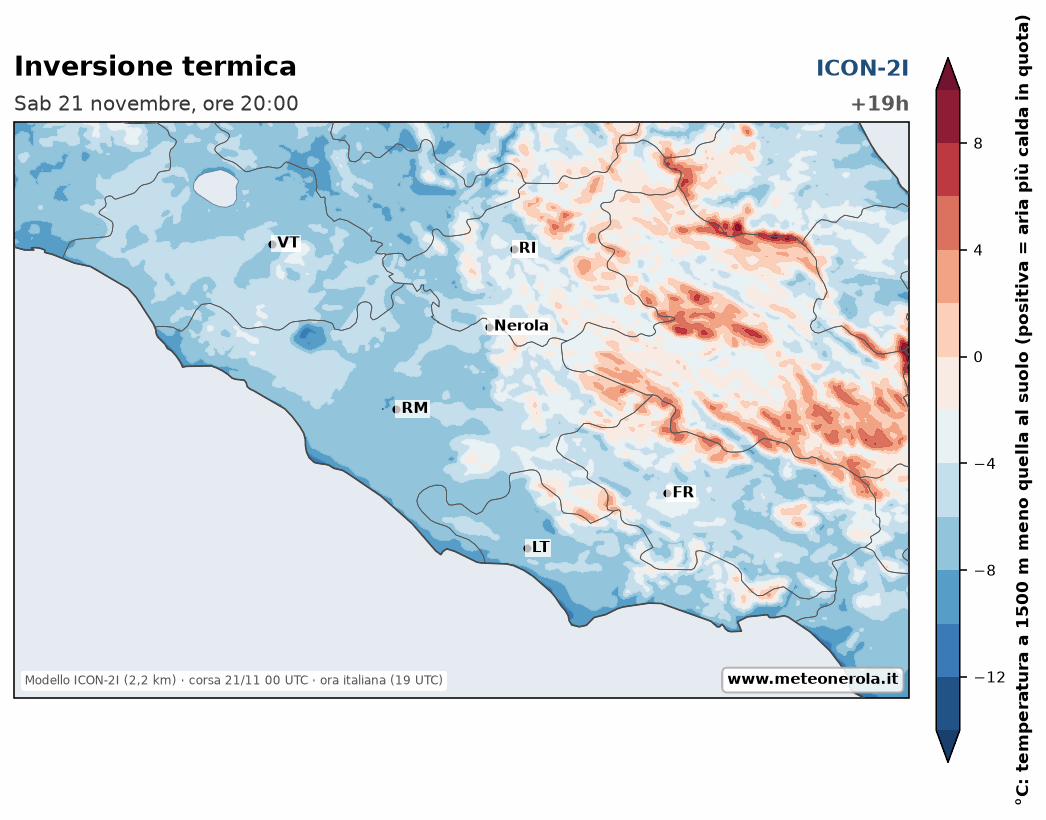 Inversione termica
ICON-2I
Sab 21 novembre, ore 20:00
+19h
VT
RI
Nerola
RM
FR
LT
Modello ICON-2I (2,2 km) · corsa 21/11 00 UTC · ora italiana (19 UTC)
www.meteonerola.it
8
4
0
−4
−8
−12
°C: temperatura a 1500 m meno quella al suolo (positiva = aria più calda in quota)